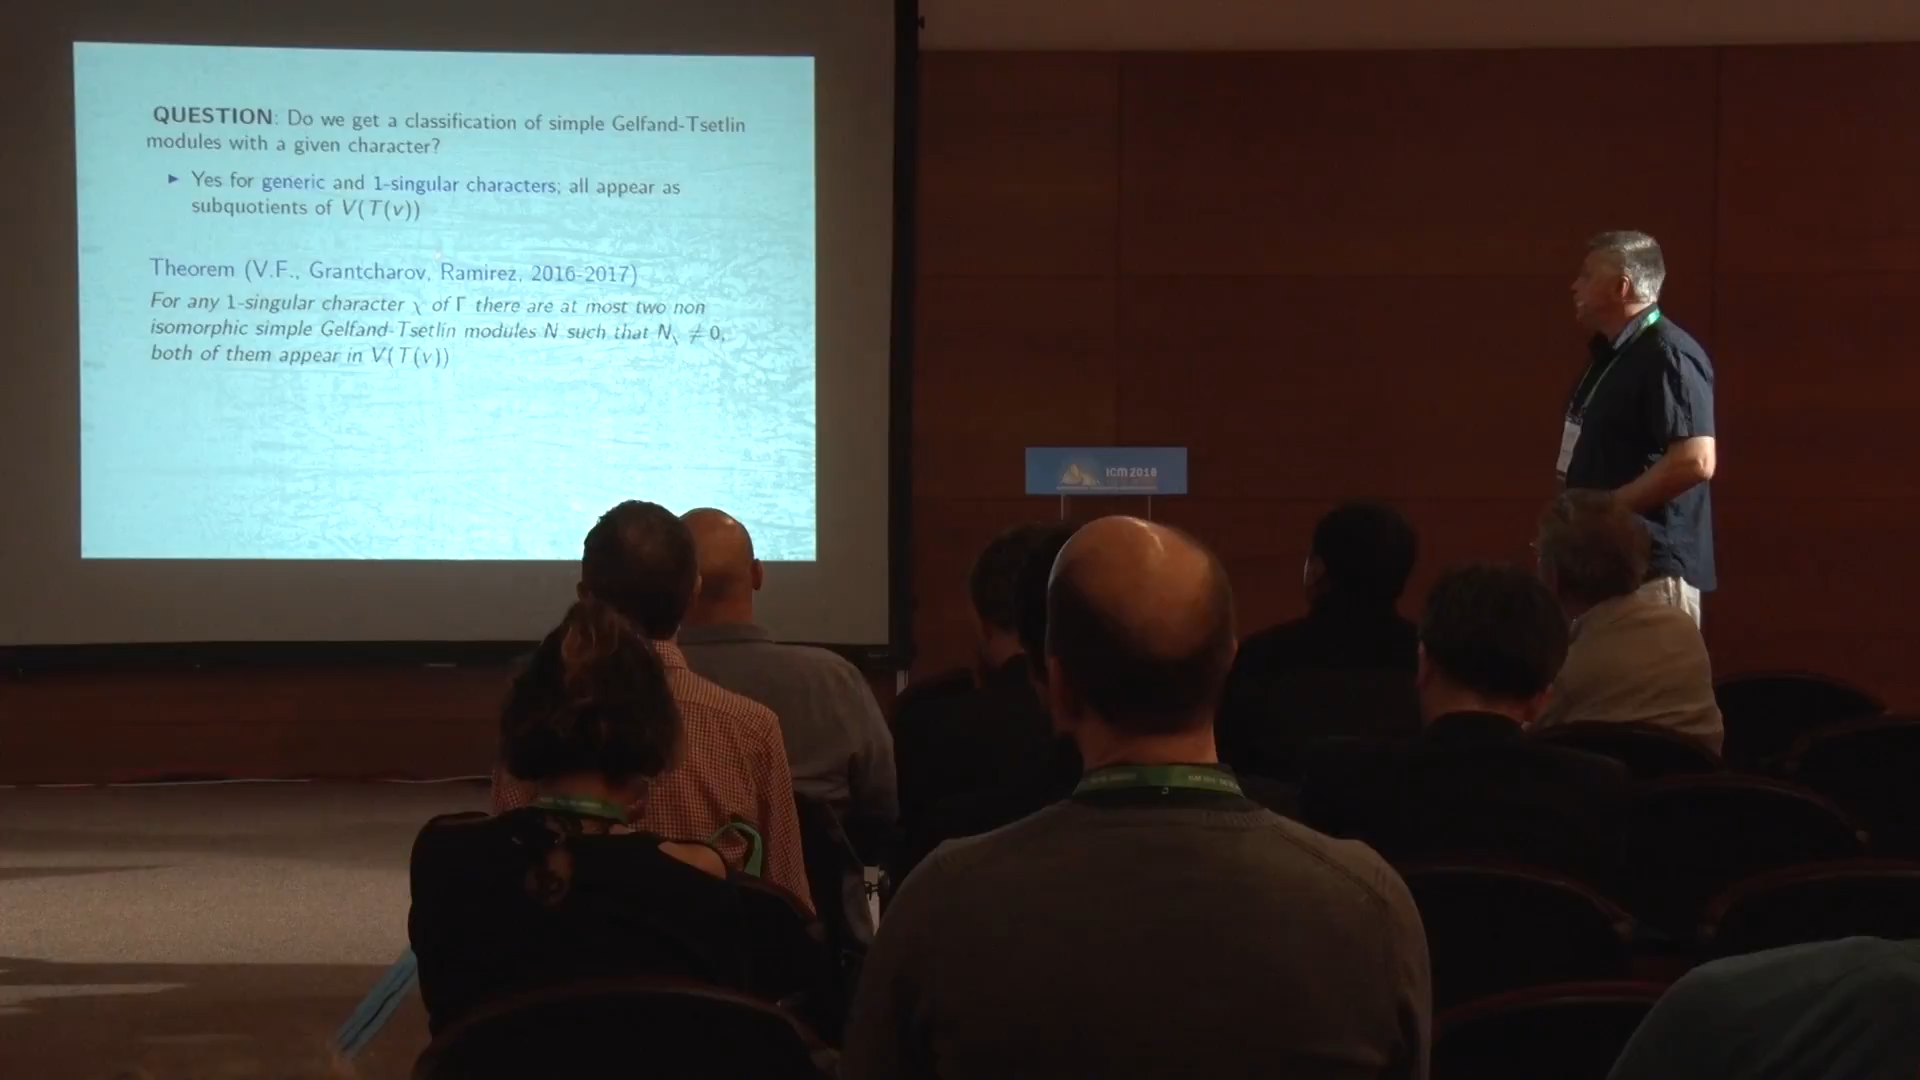 QUESTION: Do we get a classification of simple Gelfand-Tsetlin
modules with a given character?
▶ Yes for generic and 1-singular characters; all appear as
subquotients of V(T(v))
Theorem (V.F., Grantcharov, Ramirez, 2016-2017)
For any 1-singular character χ of Γ there are at most two non
isomorphic simple Gelfand-Tsetlin modules N such that Nχ ≠ 0,
both of them appear in V(T(v))
ICM 2018